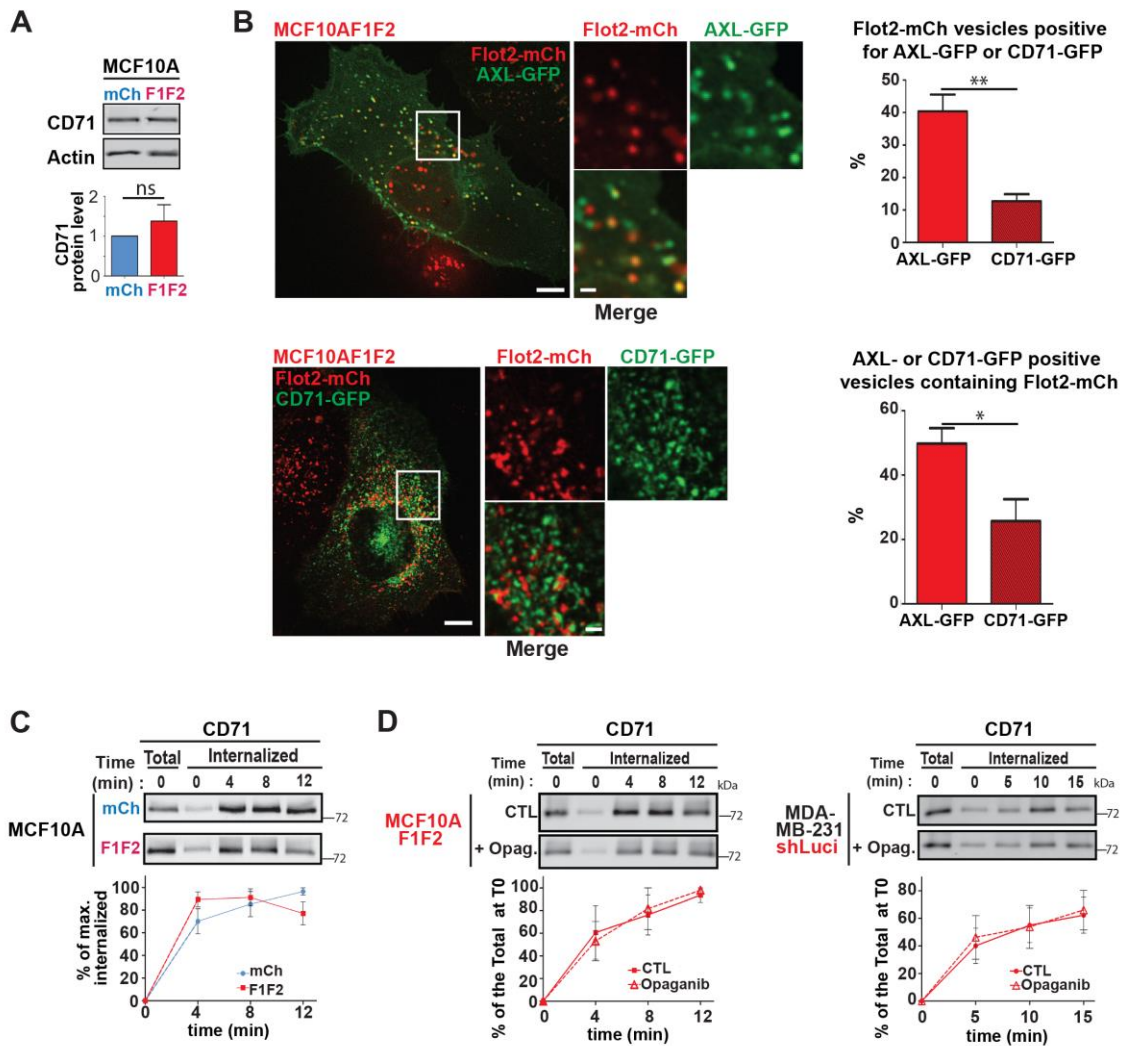 A
MCF10A
mCh F1F2
CD71
Actin
ns
2
1
0
CD71
protein level
mCh F1F2
B
MCF10AF1F2
Flot2-mCh
AXL-GFP
Flot2-mCh
AXL-GFP
Merge
Flot2-mCh vesicles positive
for AXL-GFP or CD71-GFP
**
50
40
30
20
10
0
%
AXL-GFP CD71-GFP
MCF10AF1F2
Flot2-mCh
CD71-GFP
Flot2-mCh
CD71-GFP
Merge
AXL- or CD71-GFP positive
vesicles containing Flot2-mCh
*
60
40
20
0
%
AXL-GFP CD71-GFP
C
CD71
Time Total Internalized
(min) : 0 0 4 8 12
MCF10A
mCh
72
F1F2
72
% of max.
internalized
100
80
60
40
20
0
mCh
F1F2
0 4 8 12
time (min)
D
CD71
Time Total Internalized
(min) : 0 0 4 8 12 kDa
MCF10A
F1F2
CTL
72
+ Opag.
72
% of the Total at T0
100
80
60
40
20
0
CTL
Opaganib
0 4 8 12
time (min)
CD71
Time Total Internalized
(min) : 0 0 5 10 15 kDa
MDA-
MB-231
shLuci
CTL
72
+ Opag.
72
% of the Total at T0
80
60
40
20
0
CTL
Opaganib
0 5 10 15
time (min)